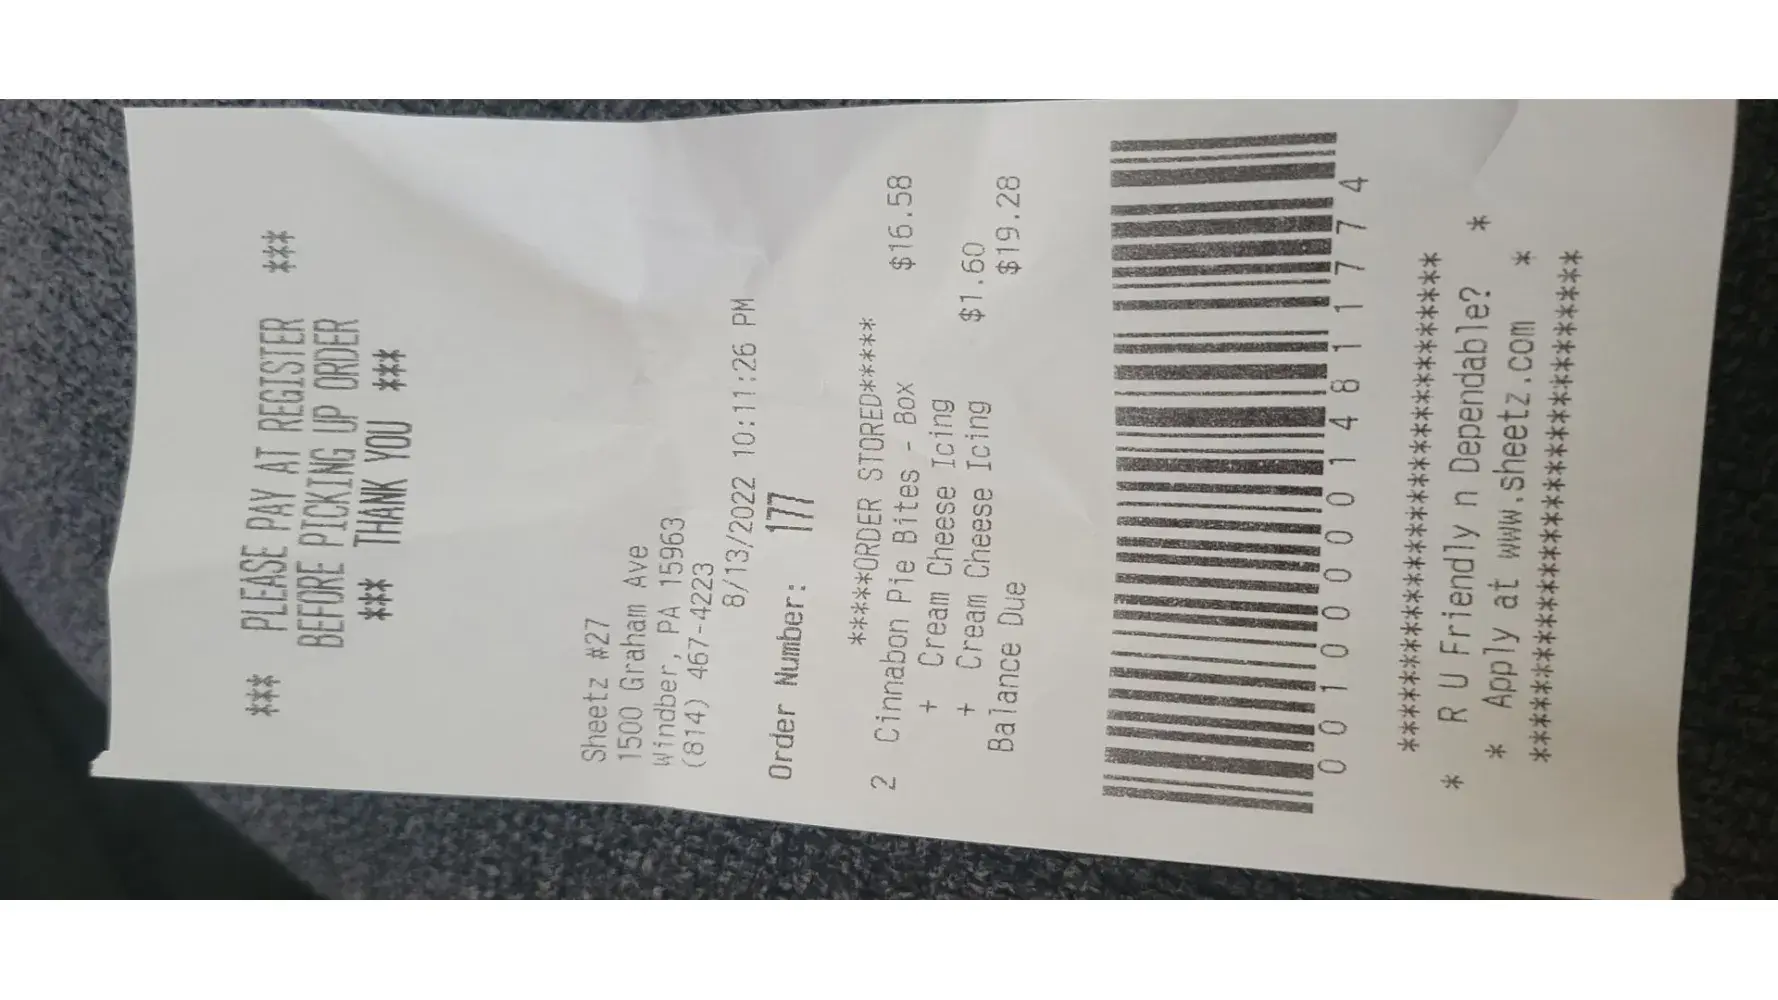 *** PLEASE PAY AT REGISTER ***
BEFORE PICKING UP ORDER
*** THANK YOU ***
Sheetz #27
1500 Graham Ave
Windber, PA 15963
(814) 467-4223
8/13/2022 10:11:26 PM
Order Number: 177
*****ORDER STORED*****
2 Cinnabon Pie Bites - Box $16.58
+ Cream Cheese Icing
+ Cream Cheese Icing $1.60
Balance Due $19.28
0010000014811774
******************************
* R U Friendly n Dependable? *
* Apply at www.sheetz.com *
******************************